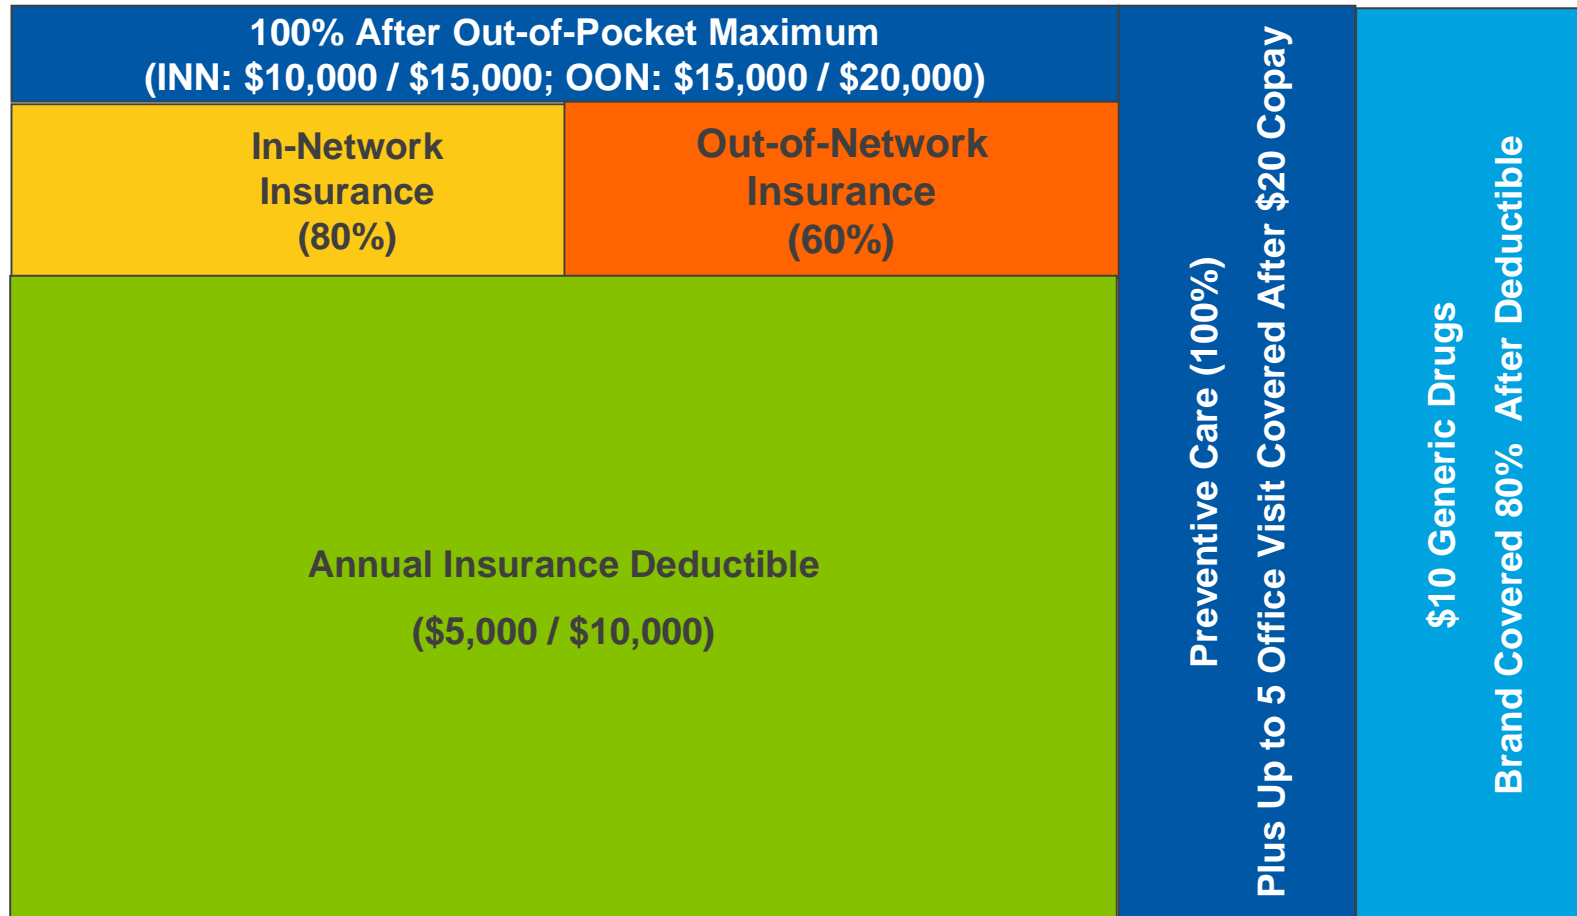 100% After Out-of-Pocket Maximum
(INN: $10,000 / $15,000; OON: $15,000 / $20,000)
In-Network
Insurance
(80%)
Out-of-Network
Insurance
(60%)
Annual Insurance Deductible
($5,000 / $10,000)
Preventive Care (100%)
Plus Up to 5 Office Visit Covered After $20 Copay
$10 Generic Drugs
Brand Covered 80% After Deductible